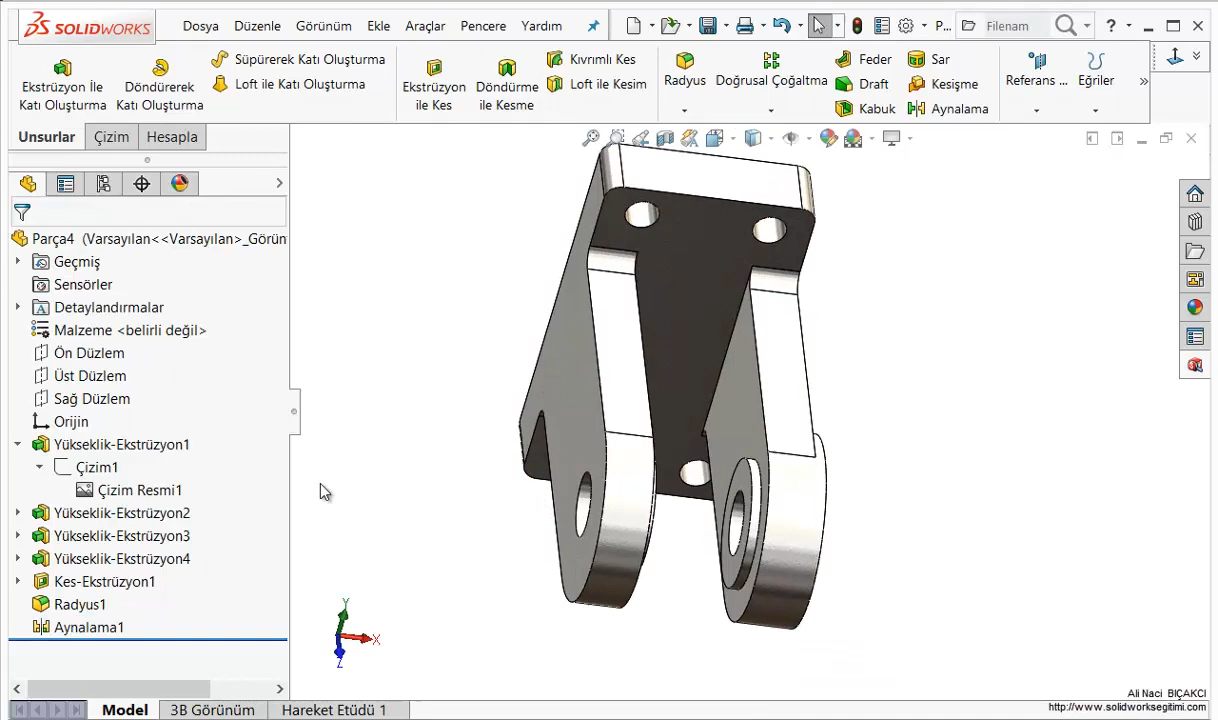 SOLIDWORKS
Dosya Düzenle Görünüm Ekle Araçlar Pencere Yardım
P... Filenam ?
Ekstrüzyon İle
Katı Oluşturma
Döndürerek
Katı Oluşturma
Süpürerek Katı Oluşturma
Loft ile Katı Oluşturma
Ekstrüzyon
ile Kes
Döndürme
ile Kesme
Kıvrımlı Kes
Loft ile Kesim
Radyus
Doğrusal Çoğaltma
Feder
Draft
Kabuk
Sar
Kesişme
Aynalama
Referans ...
Eğriler
Unsurlar Çizim Hesapla
Parça4 (Varsayılan<<Varsayılan>_Görün
Geçmiş
Sensörler
Detaylandırmalar
Malzeme <belirli değil>
Ön Düzlem
Üst Düzlem
Sağ Düzlem
Orijin
Yükseklik-Ekstrüzyon1
Çizim1
Çizim Resmi1
Yükseklik-Ekstrüzyon2
Yükseklik-Ekstrüzyon3
Yükseklik-Ekstrüzyon4
Kes-Ekstrüzyon1
Radyus1
Aynalama1
Y
X
Z
Ali Naci BIÇAKCI
http://www.solidworksegitimi.com
Model 3B Görünüm Hareket Etüdü 1